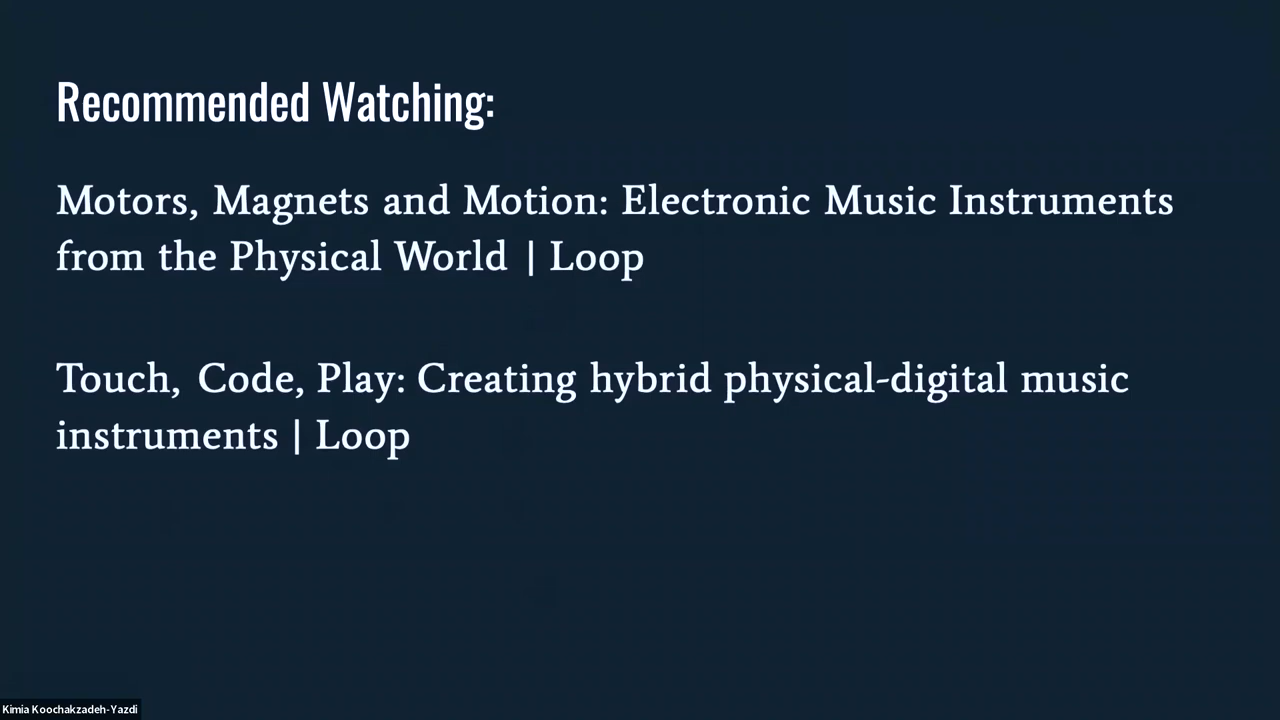 Recommended Watching:
Motors, Magnets and Motion: Electronic Music Instruments
from the Physical World | Loop
Touch, Code, Play: Creating hybrid physical-digital music
instruments | Loop
Kimia Koochakzadeh-Yazdi